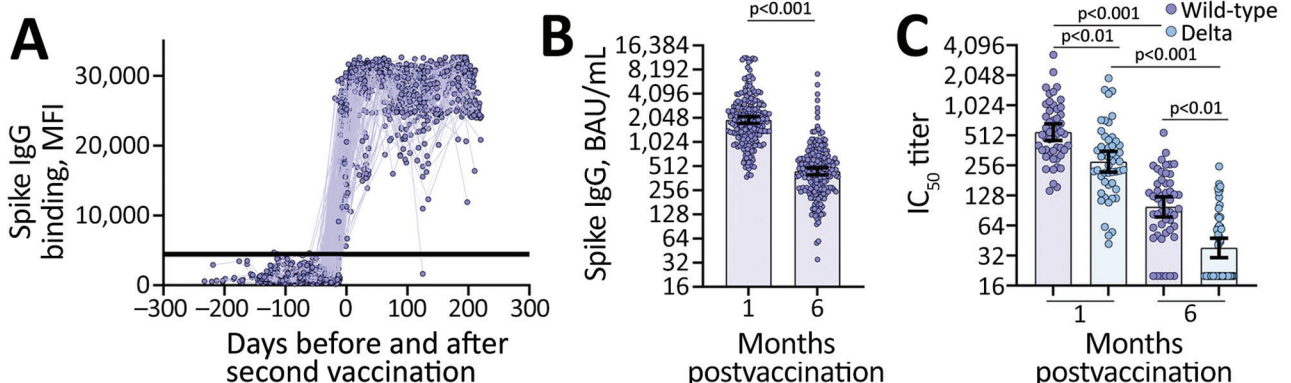 A
Spike IgG
binding, MFI
30,000
20,000
10,000
0
−300 −200 −100 0 100 200 300
Days before and after
second vaccination
B
p<0.001
Spike IgG, BAU/mL
16,384
8,192
4,096
2,048
1,024
512
256
128
64
32
16
1 6
Months
postvaccination
C
Wild-type
Delta
p<0.001
p<0.01
p<0.001
p<0.01
IC50 titer
4,096
2,048
1,024
512
256
128
64
32
16
1 6
Months
postvaccination